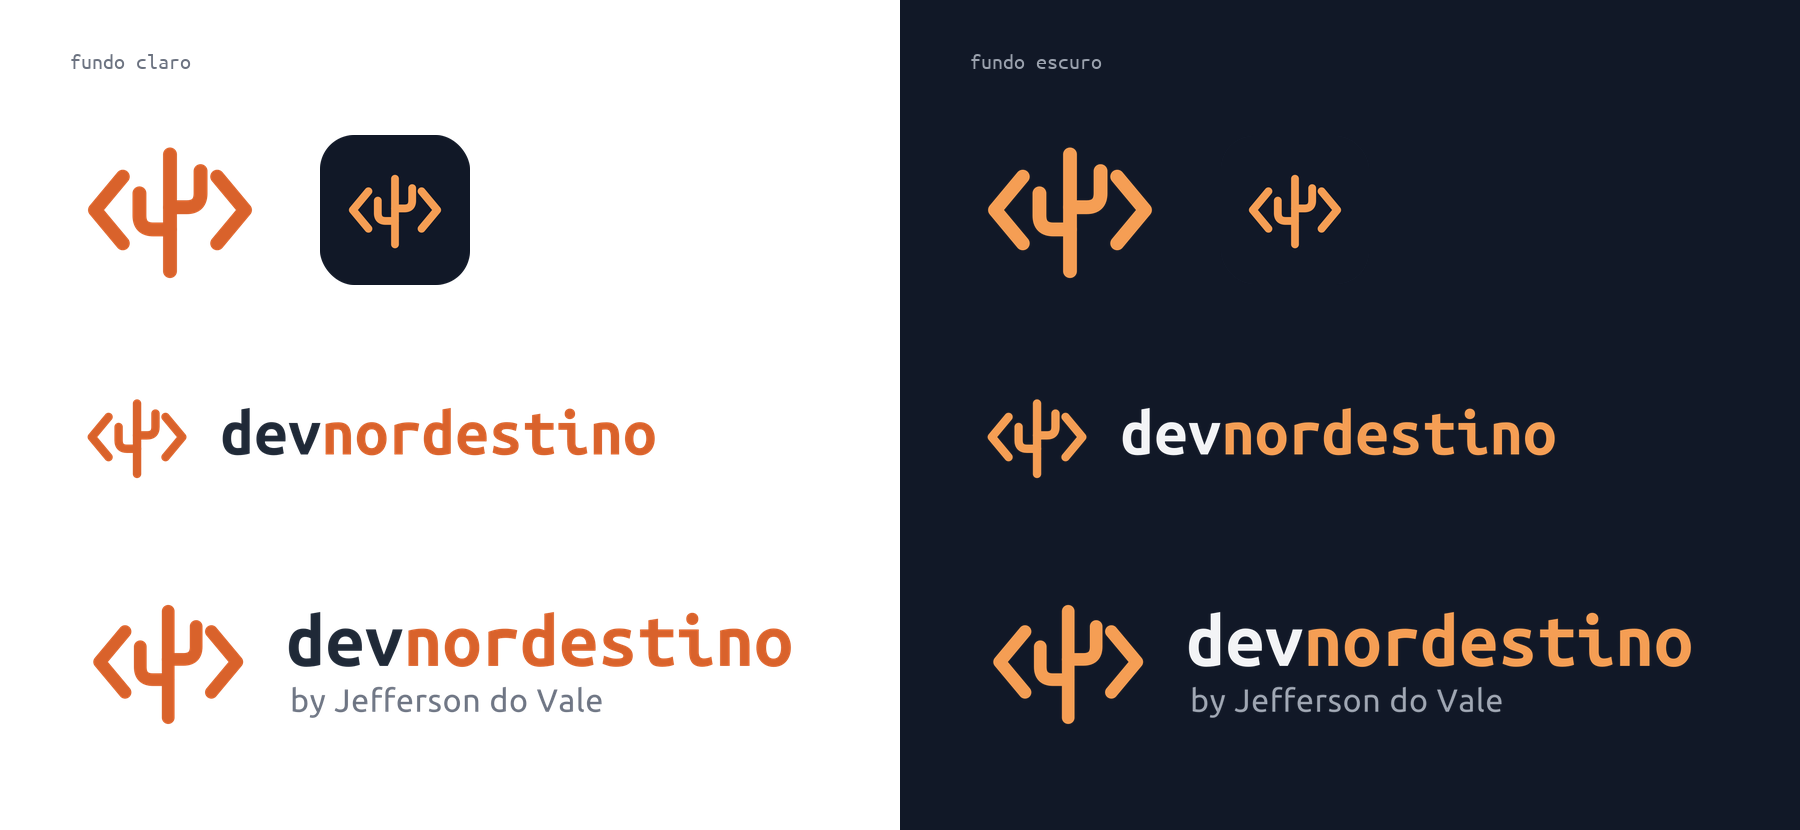 fundo claro
devnordestino
devnordestino
by Jefferson do Vale
fundo escuro
devnordestino
devnordestino
by Jefferson do Vale